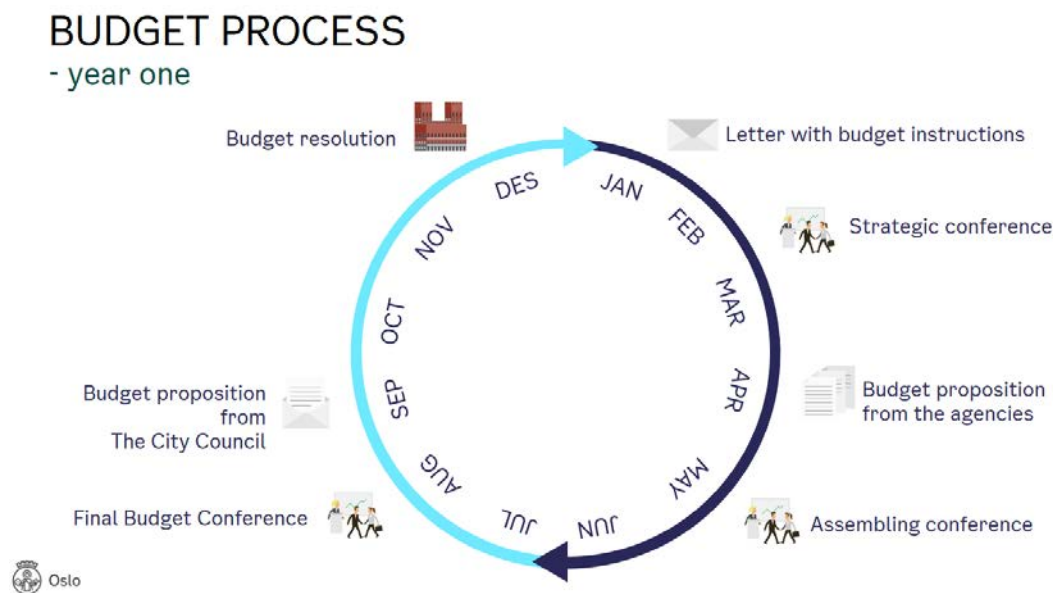 BUDGET PROCESS
- year one
Budget resolution
Letter with budget instructions
Strategic conference
Budget proposition
from the agencies
Assembling conference
Final Budget Conference
Budget proposition
from
The City Council
JAN
FEB
MAR
APR
MAY
JUN
JUL
AUG
SEP
OCT
NOV
DES
Oslo